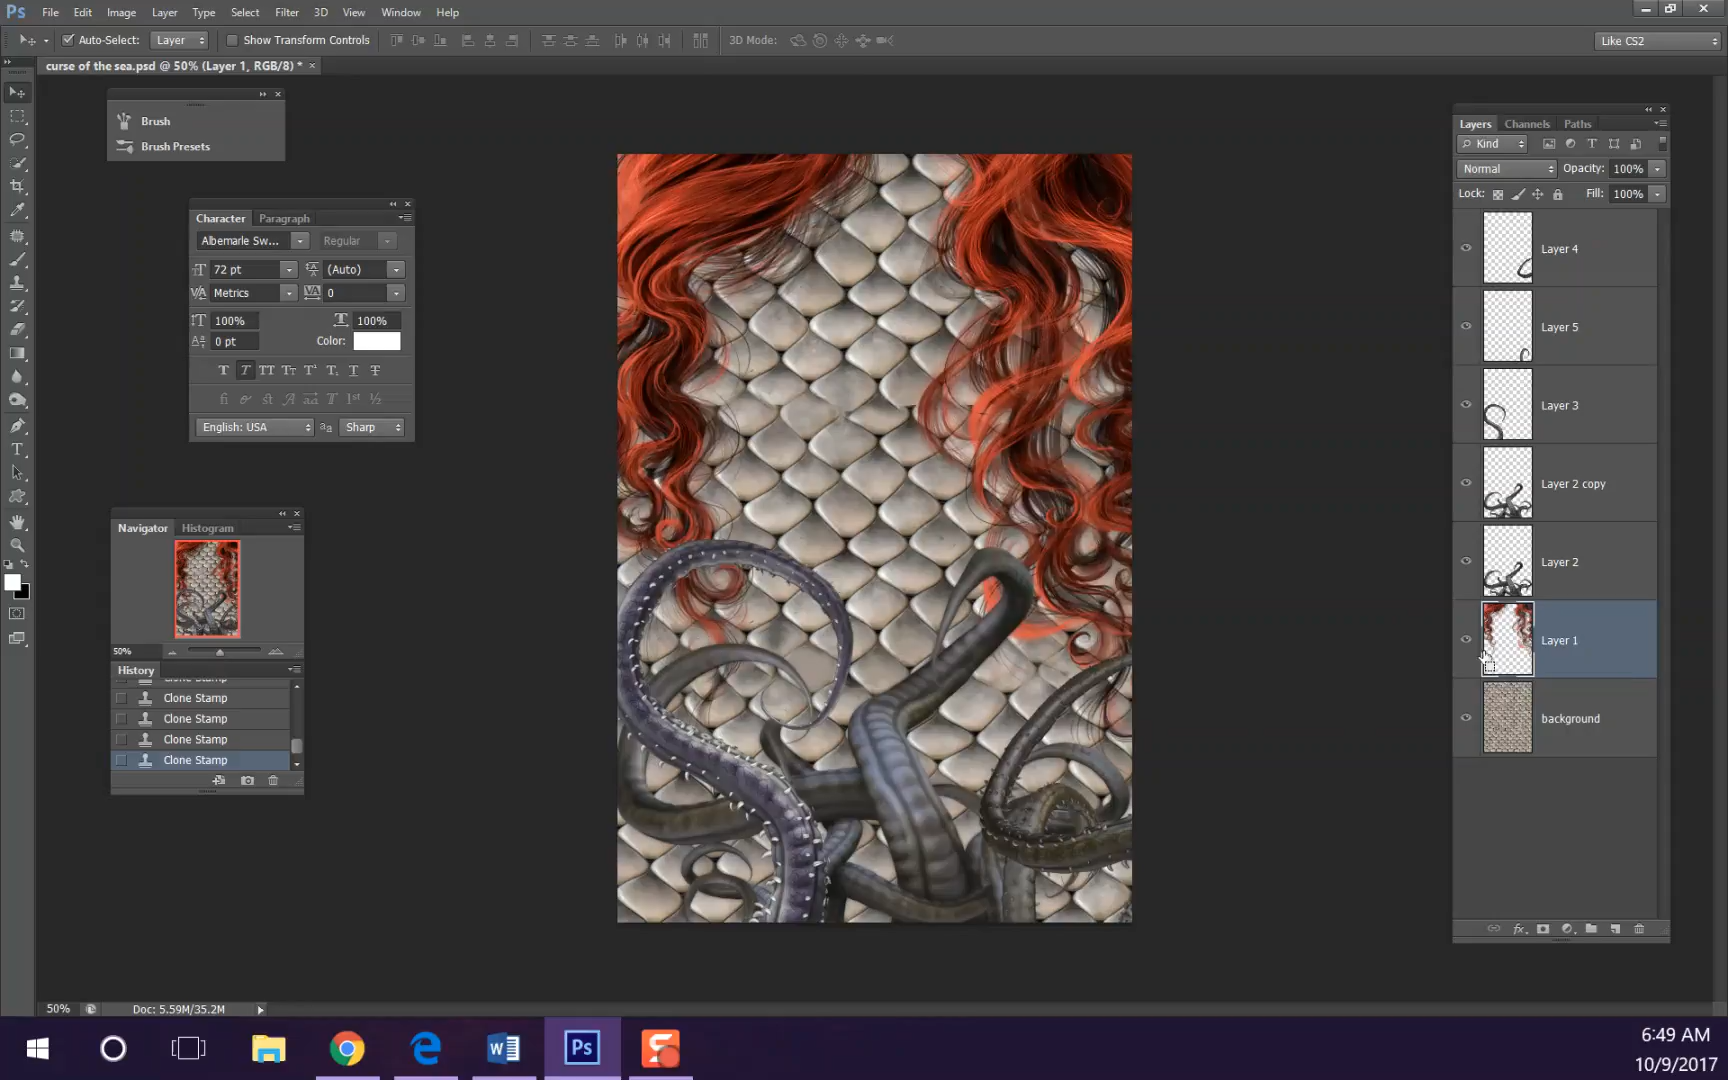 Ps File Edit Image Layer Type Select Filter 3D View Window Help
Auto-Select: Layer Show Transform Controls 3D Mode: Like CS2
curse of the sea.psd @ 50% (Layer 1, RGB/8) *
Brush
Brush Presets
Character Paragraph
Albemarle Sw... Regular
72 pt (Auto)
Metrics 0
100% 100%
0 pt Color:
English: USA Sharp
Navigator Histogram
50%
History
Clone Stamp
Clone Stamp
Clone Stamp
Clone Stamp
Layers Channels Paths
Kind
Normal Opacity: 100%
Lock: Fill: 100%
Layer 4
Layer 5
Layer 3
Layer 2 copy
Layer 2
Layer 1
background
50% Doc: 5.59M/35.2M
Ps
6:49 AM
10/9/2017